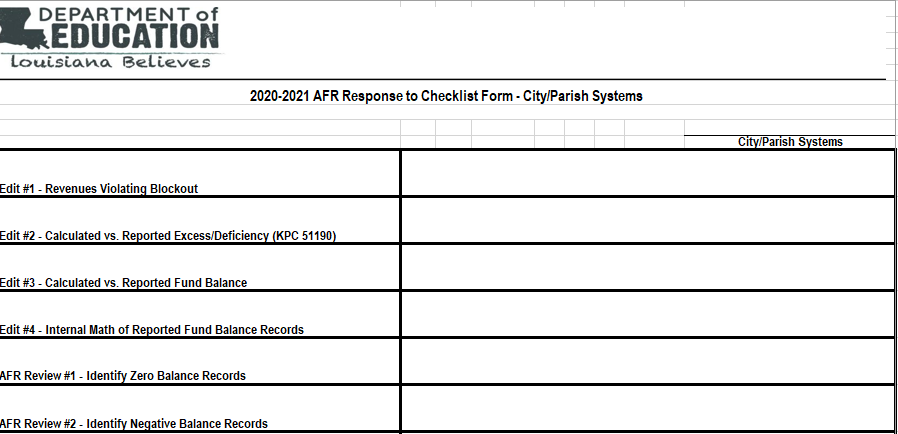 DEPARTMENT of
EDUCATION
Louisiana Believes
2020-2021 AFR Response to Checklist Form - City/Parish Systems
City/Parish Systems
Edit #1 - Revenues Violating Blockout
Edit #2 - Calculated vs. Reported Excess/Deficiency (KPC 51190)
Edit #3 - Calculated vs. Reported Fund Balance
Edit #4 - Internal Math of Reported Fund Balance Records
AFR Review #1 - Identify Zero Balance Records
AFR Review #2 - Identify Negative Balance Records